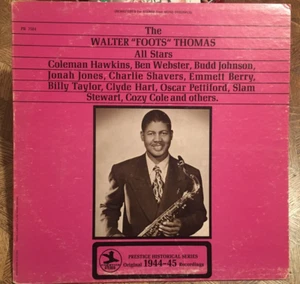 The
WALTER "FOOTS" THOMAS
All Stars
Coleman Hawkins, Ben Webster, Budd Johnson,
Jonah Jones, Charlie Shavers, Emmett Berry,
Billy Taylor, Clyde Hart, Oscar Pettiford, Slam
Stewart, Cozy Cole and others.
PRESTIGE HISTORICAL SERIES
Original 1944-45 Recordings